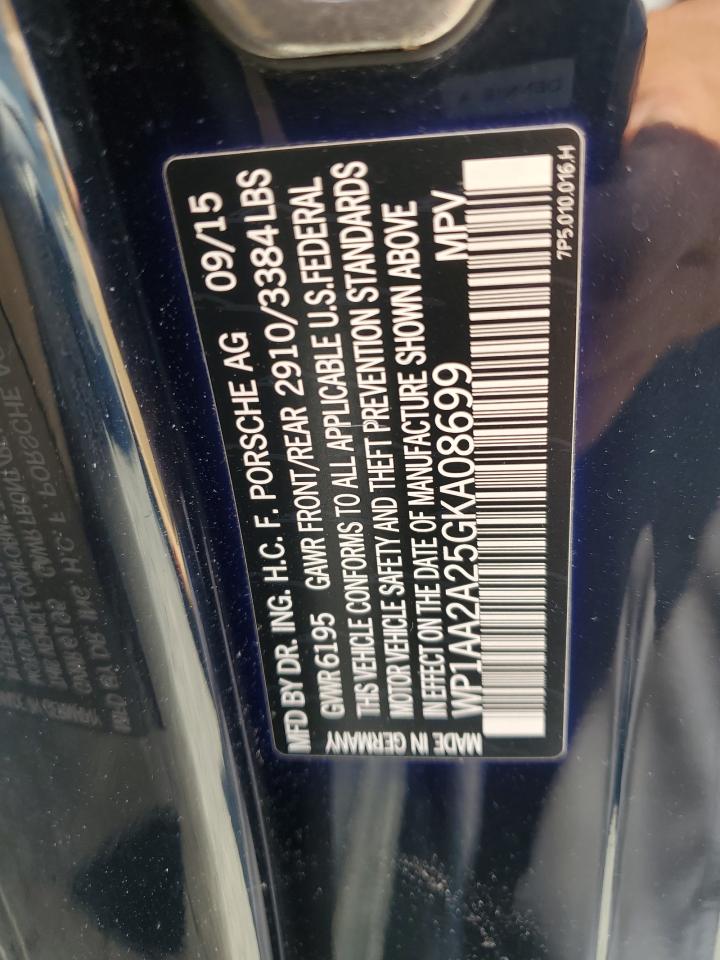 MFD BY DR. ING. H.C. F. PORSCHE AG 09/15
GWR 6195 GAWR FRONT/REAR 2910/3384 LBS
THIS VEHICLE CONFORMS TO ALL APPLICABLE U.S.FEDERAL
MOTOR VEHICLE SAFETY AND THEFT PREVENTION STANDARDS
IN EFFECT ON THE DATE OF MANUFACTURE SHOWN ABOVE
WP1AA2A25GKA08699 MPV
MADE IN GERMANY
7P5.010.016.H